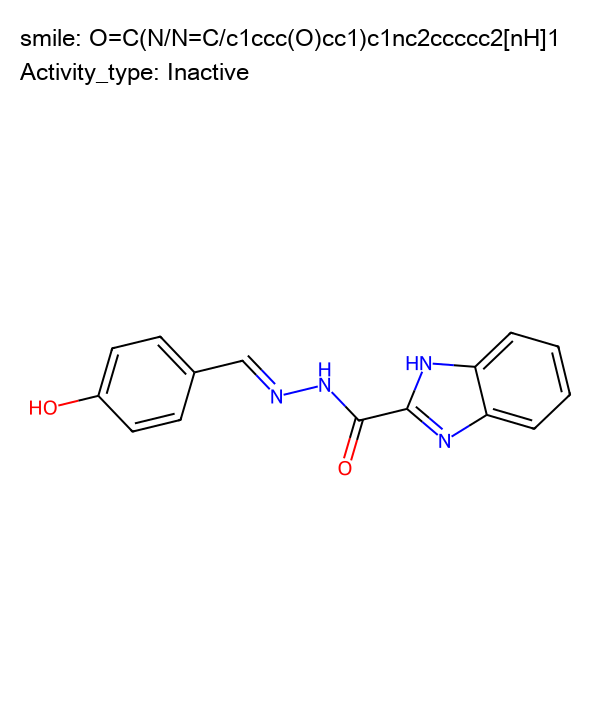 smile: O=C(N/N=C/c1ccc(O)cc1)c1nc2ccccc2[nH]1
Activity_type: Inactive
HN
H
HO
N
N
N
O